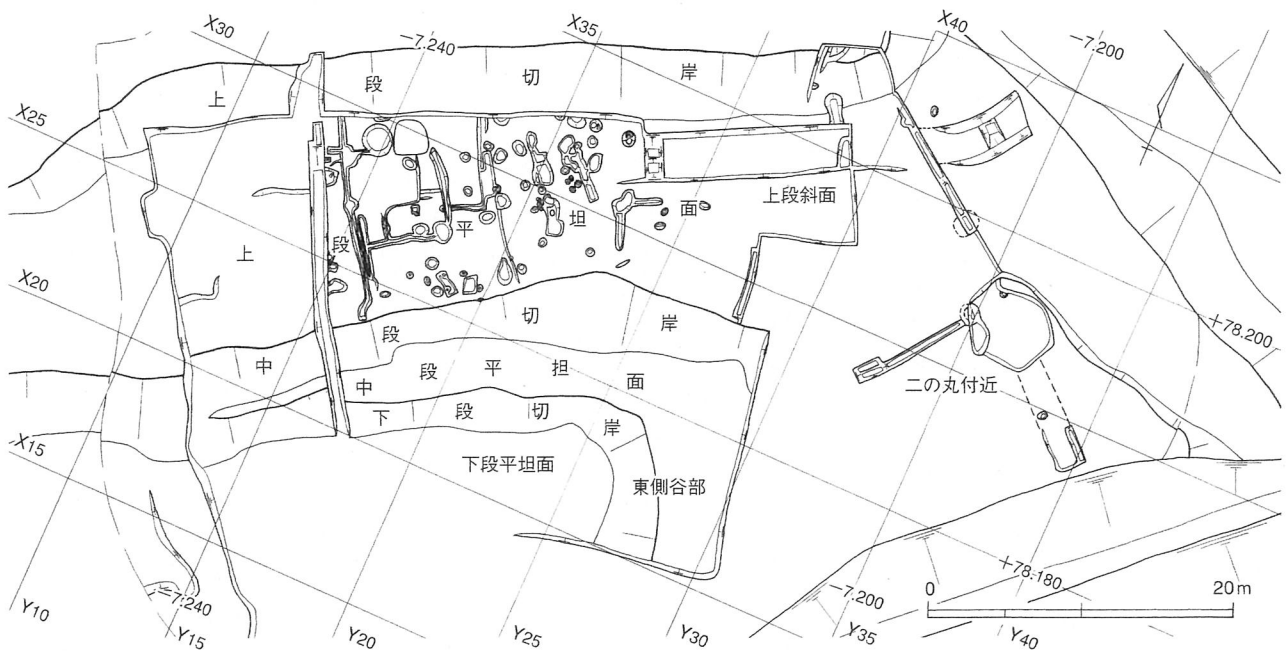 X30
−7.240
X35
X40
−7.200
上段切岸
X25
上段平坦面
上段斜面
X20
中段切岸
+78.200
中段平担面
二の丸付近
下段切岸
X15
下段平坦面
東側谷部
+78.180
0 20m
−7.240
−7.200
Y10
Y15
Y20
Y25
Y30
Y35
Y40